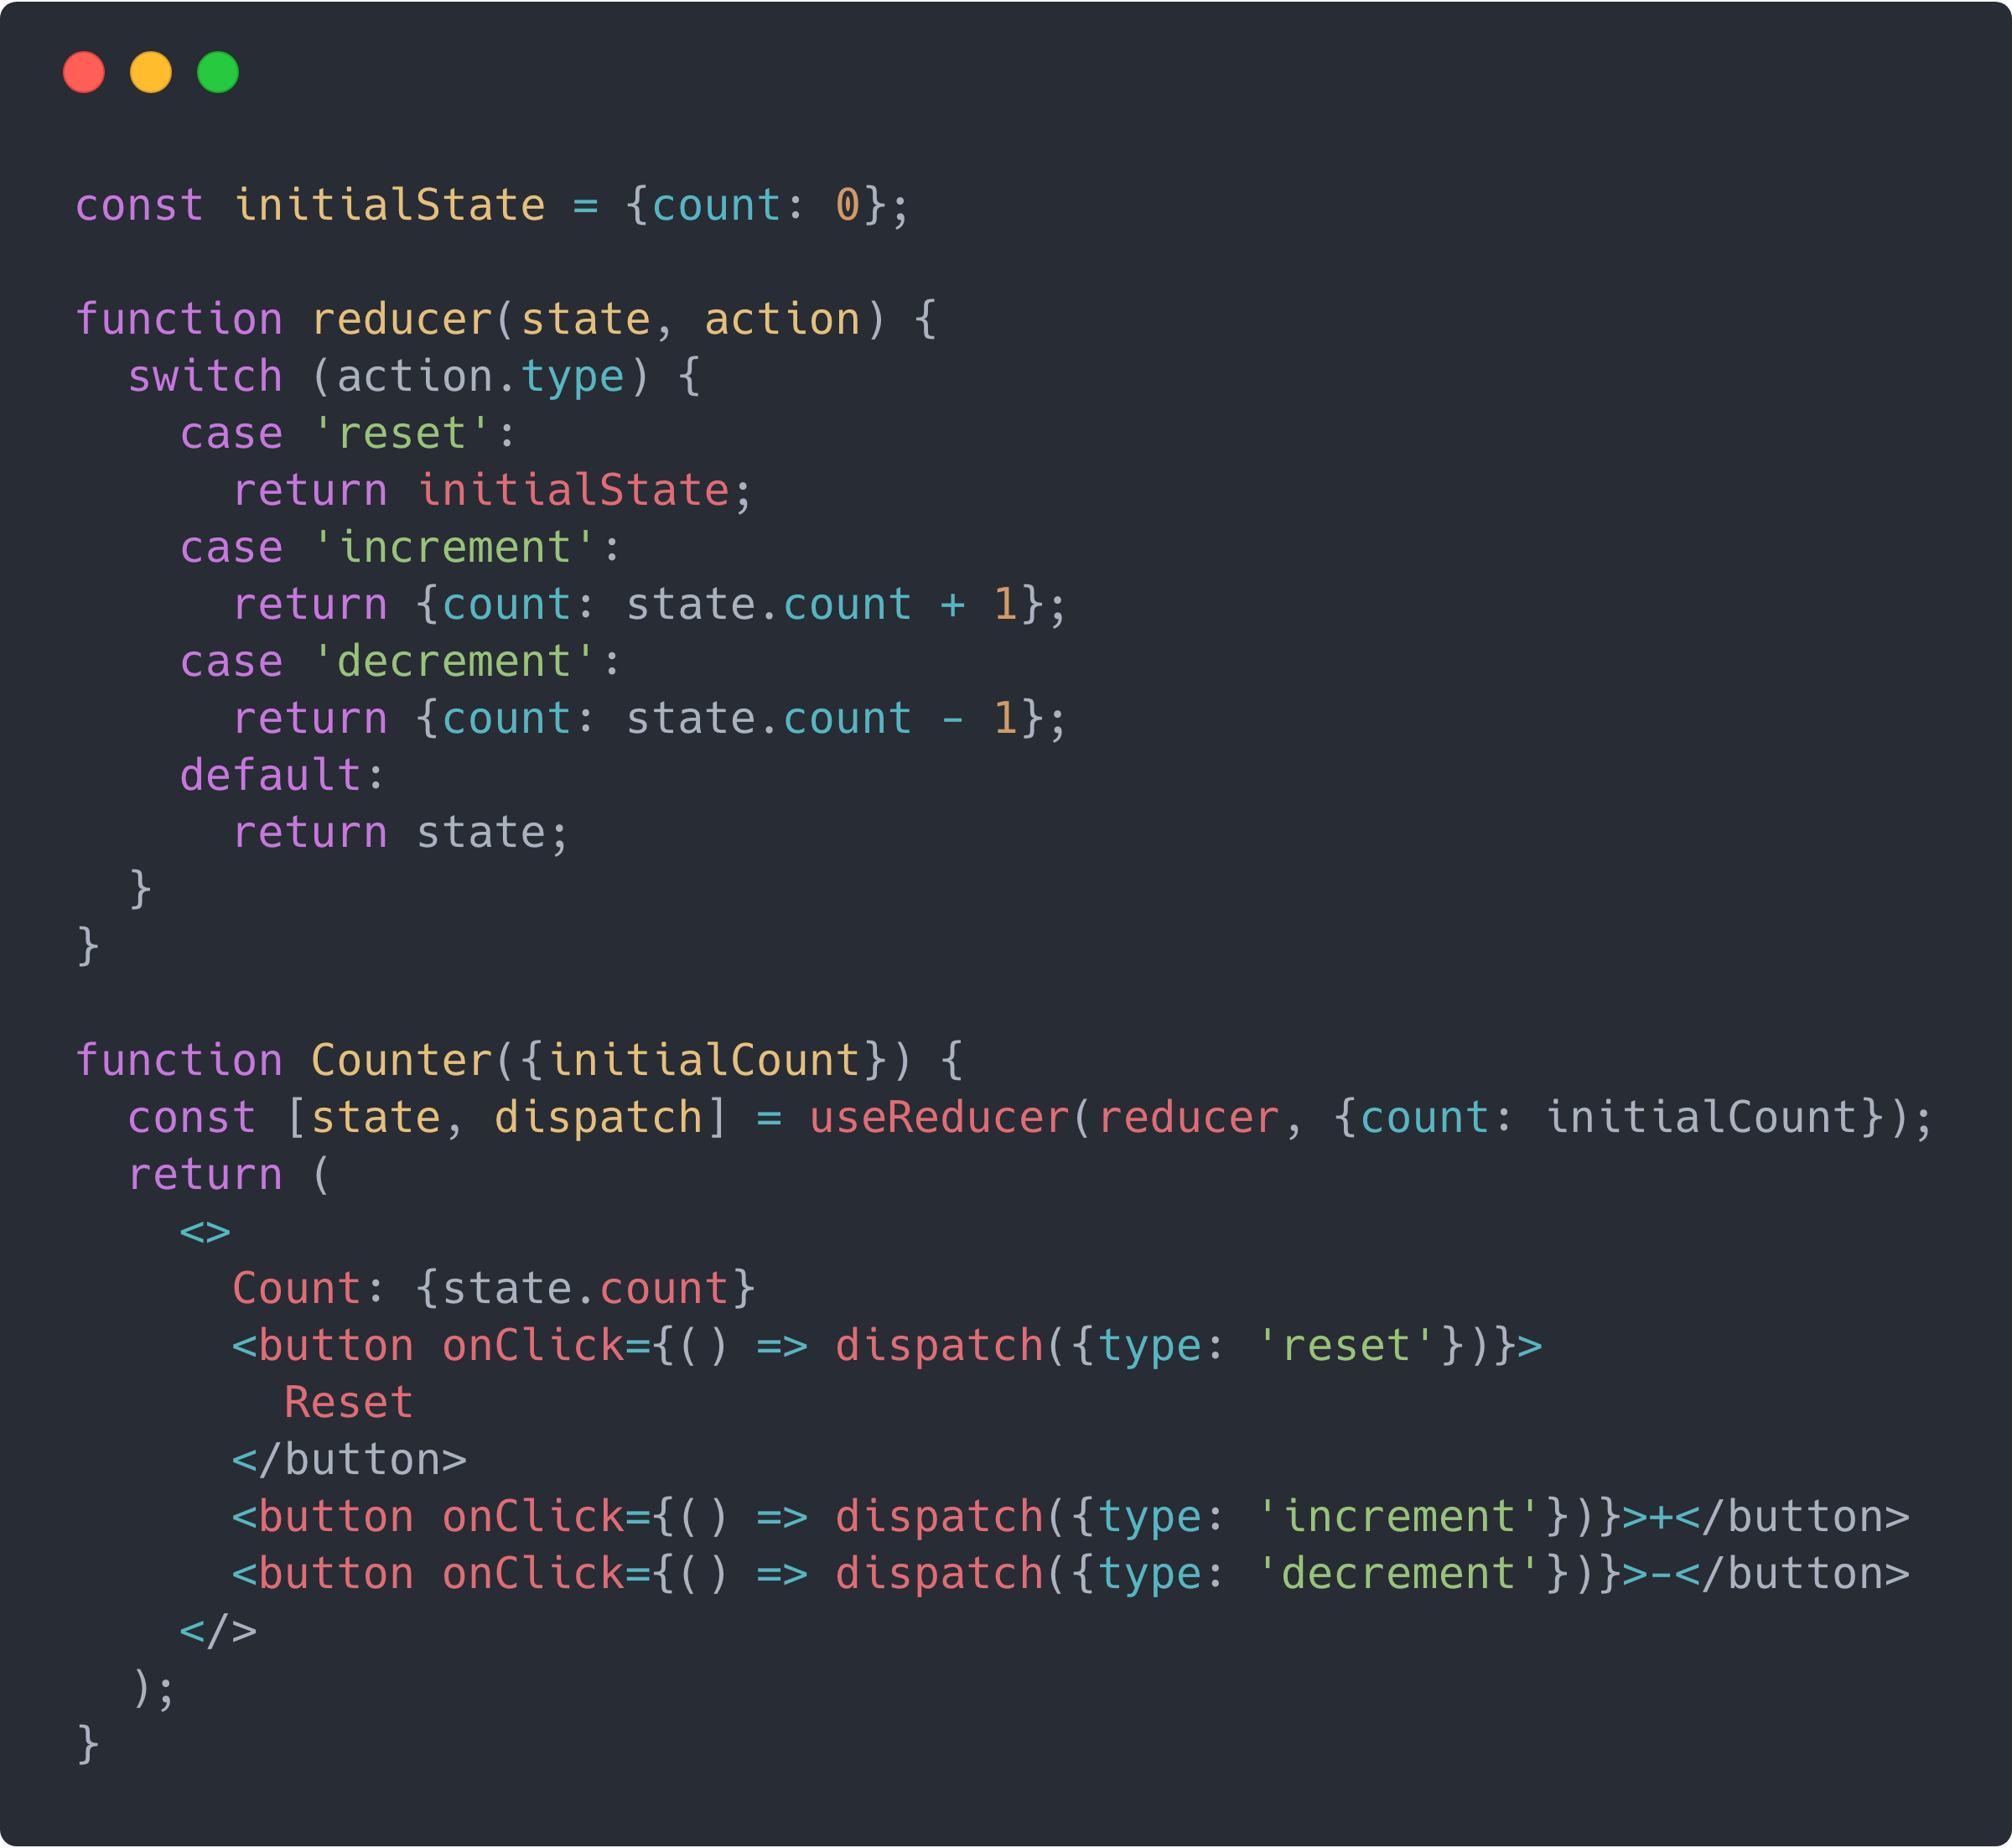 const initialState = {count: 0};

function reducer(state, action) {
  switch (action.type) {
    case 'reset':
      return initialState;
    case 'increment':
      return {count: state.count + 1};
    case 'decrement':
      return {count: state.count - 1};
    default:
      return state;
  }
}

function Counter({initialCount}) {
  const [state, dispatch] = useReducer(reducer, {count: initialCount});
  return (
    <>
      Count: {state.count}
      <button onClick={() => dispatch({type: 'reset'})}>
        Reset
      </button>
      <button onClick={() => dispatch({type: 'increment'})}>+</button>
      <button onClick={() => dispatch({type: 'decrement'})}>-</button>
    </>
  );
}